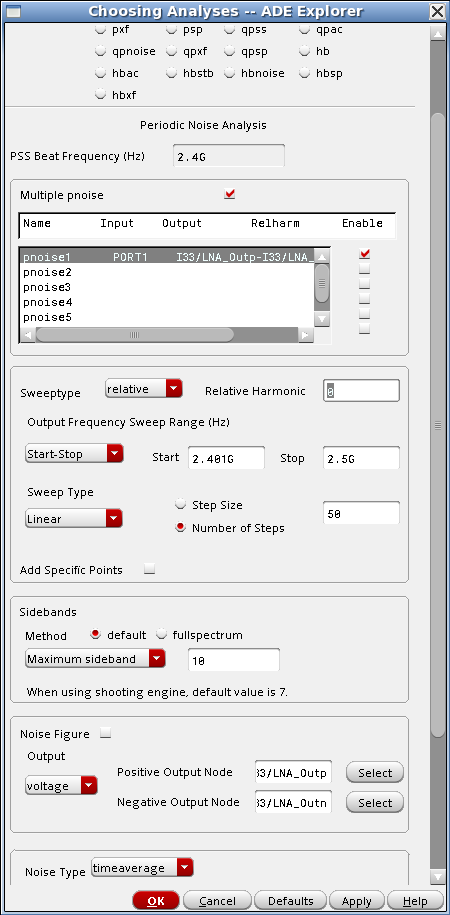 Choosing Analyses -- ADE Explorer
pxf psp qpss qpac
qpnoise qpxf qpsp hb
hbac hbstb hbnoise hbsp
hbxf
Periodic Noise Analysis
PSS Beat Frequency (Hz) 2.4G
Multiple pnoise
Name Input Output Relharm Enable
pnoise1 PORT1 I33/LNA_Outp-I33/LNA_
pnoise2
pnoise3
pnoise4
pnoise5
Sweeptype relative Relative Harmonic 0
Output Frequency Sweep Range (Hz)
Start-Stop Start 2.401G Stop 2.5G
Sweep Type Step Size
Linear Number of Steps 50
Add Specific Points
Sidebands
Method default fullspectrum
Maximum sideband 10
When using shooting engine, default value is 7.
Noise Figure
Output
voltage Positive Output Node 33/LNA_Outp Select
Negative Output Node 33/LNA_Outn Select
Noise Type timeaverage
OK Cancel Defaults Apply Help